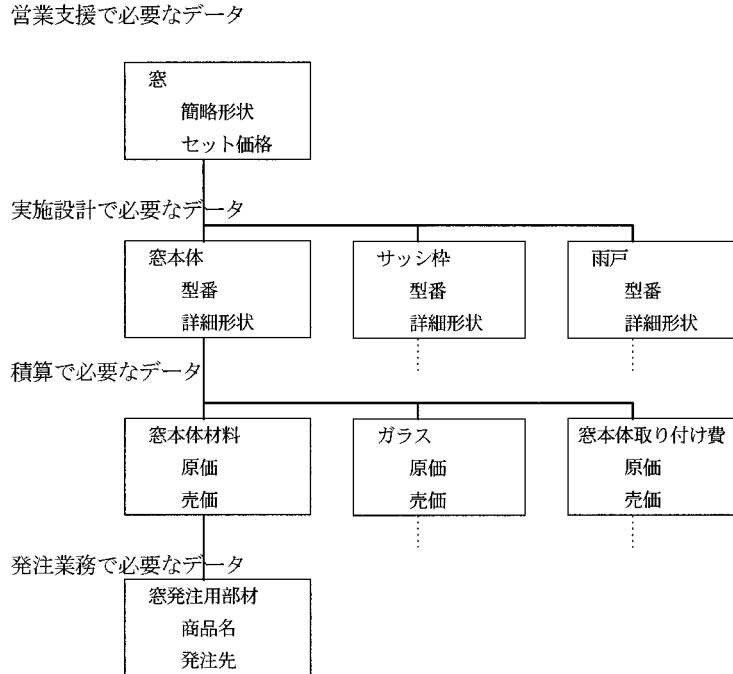 営業支援で必要なデータ
窓
簡略形状
セット価格
実施設計で必要なデータ
窓本体
型番
詳細形状
サッシ枠
型番
詳細形状
雨戸
型番
詳細形状
積算で必要なデータ
窓本体材料
原価
売価
ガラス
原価
売価
窓本体取り付け費
原価
売価
発注業務で必要なデータ
窓発注用部材
商品名
発注先